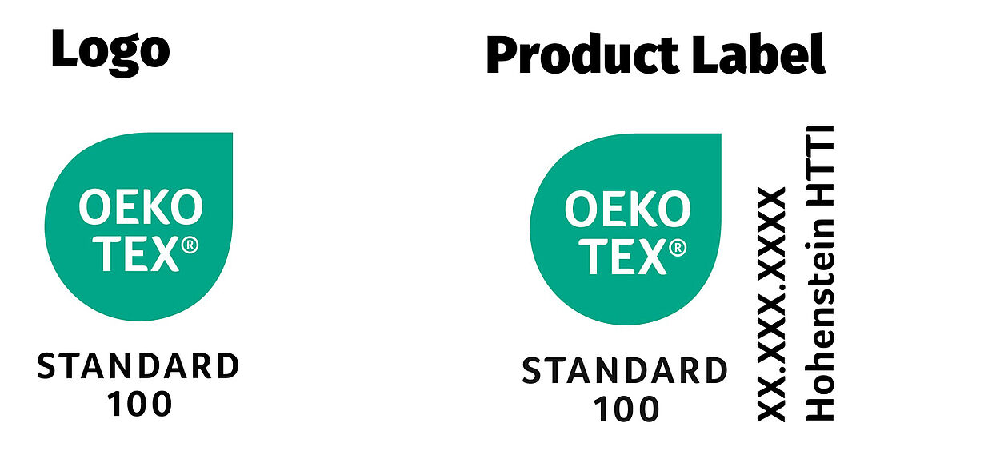 Logo
OEKO
TEX®
STANDARD
100
Product Label
OEKO
TEX®
STANDARD
100
XX.XXX.XXXX
Hohenstein HTTI